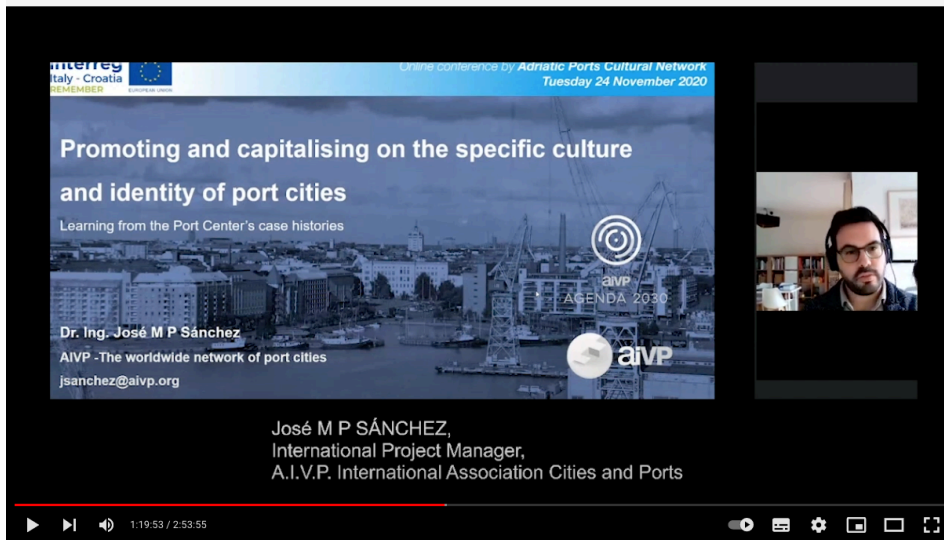 Interreg
Italy - Croatia
REMEMBER
EUROPEAN UNION
Online conference by Adriatic Ports Cultural Network
Tuesday 24 November 2020
Promoting and capitalising on the specific culture
and identity of port cities
Learning from the Port Center's case histories
aivp
AGENDA 2030
Dr. Ing. José M P Sánchez
AIVP -The worldwide network of port cities
jsanchez@aivp.org
aiVP
José M P SÁNCHEZ,
International Project Manager,
A.I.V.P. International Association Cities and Ports
1:19:53 / 2:53:55